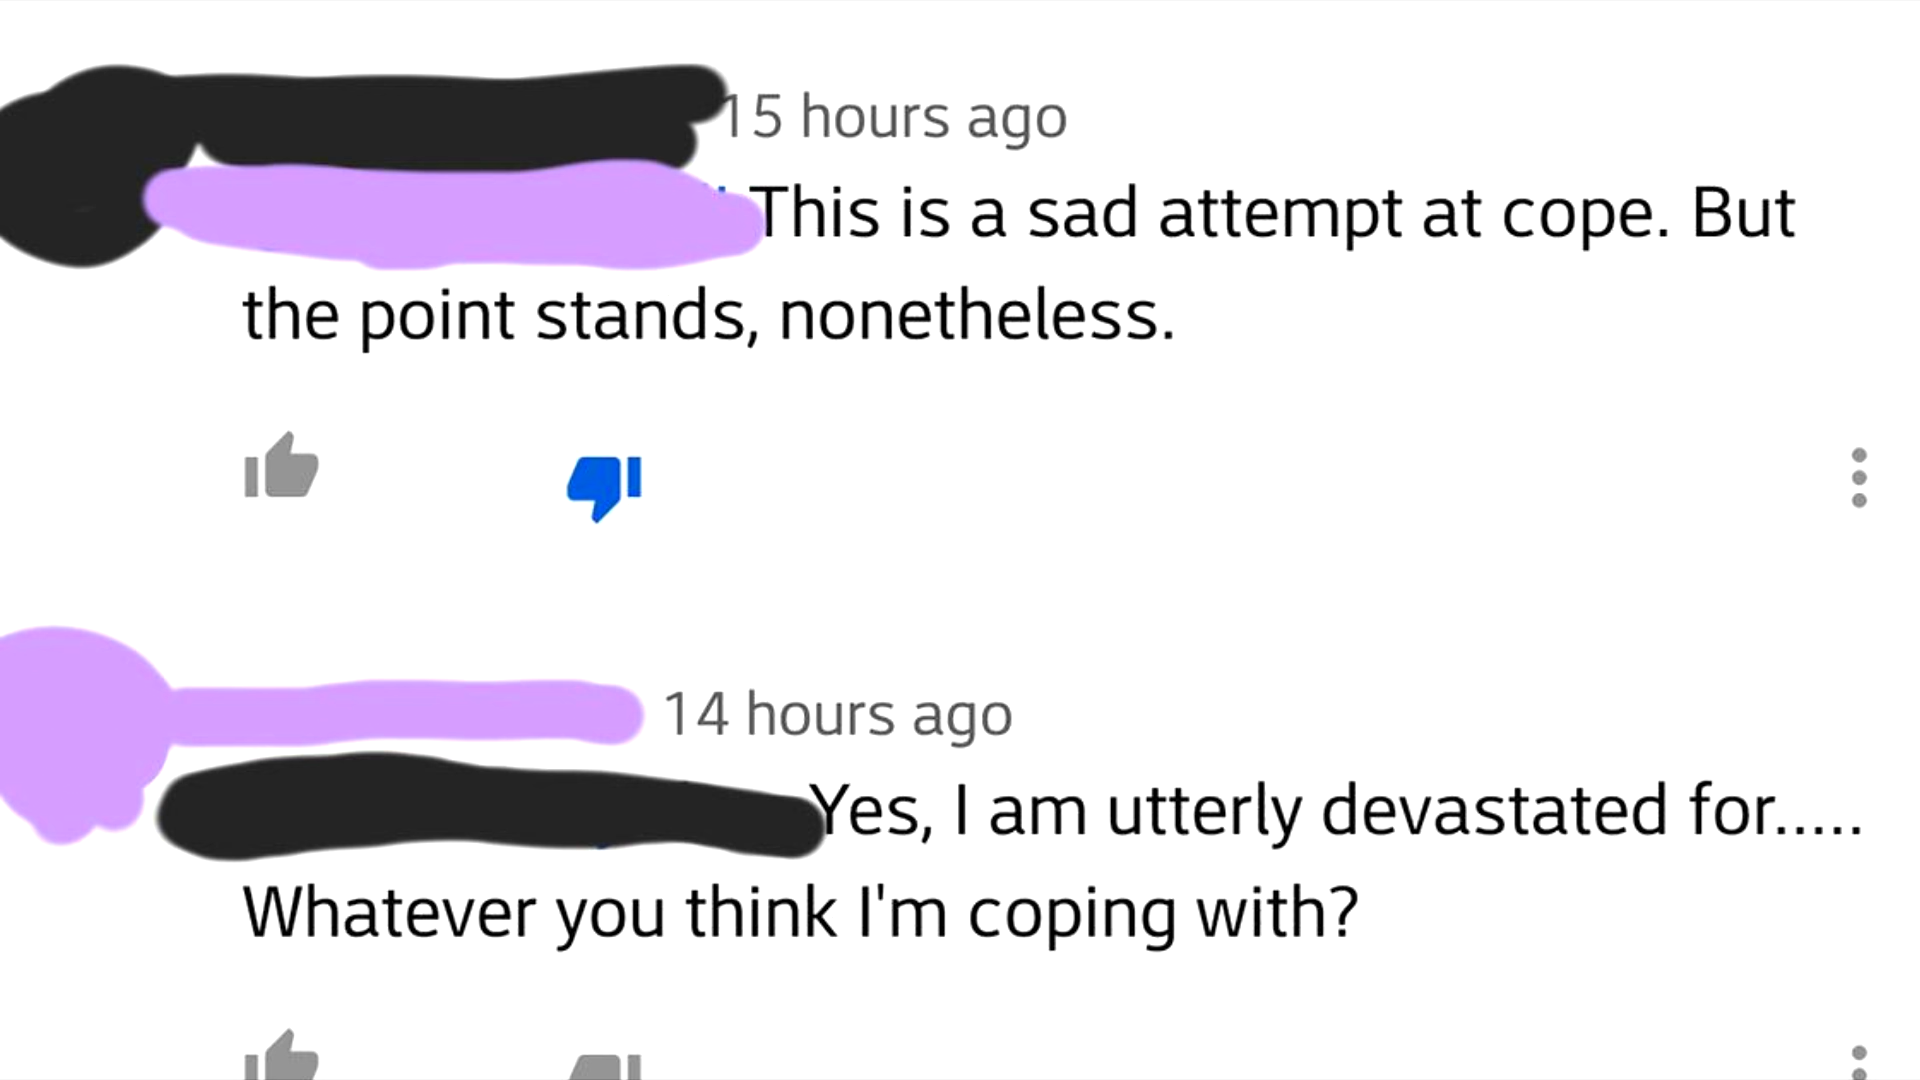 15 hours ago
This is a sad attempt at cope. But
the point stands, nonetheless.
14 hours ago
Yes, I am utterly devastated for.....
Whatever you think I'm coping with?